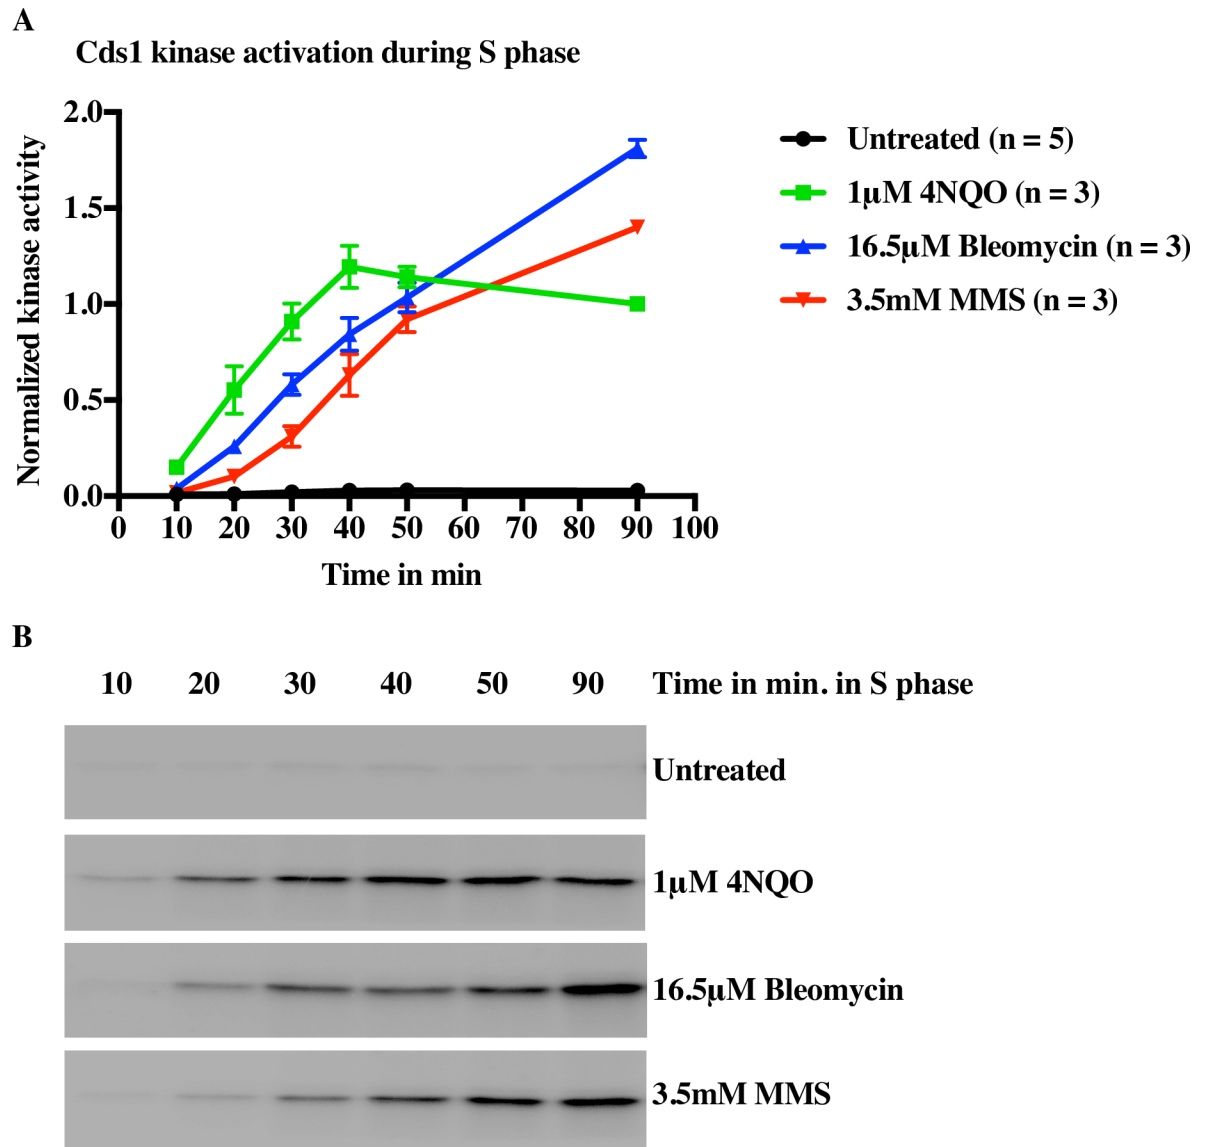 A
Cds1 kinase activation during S phase
Normalized kinase activity
2.0
1.5
1.0
0.5
0.0
0 10 20 30 40 50 60 70 80 90 100
Time in min
Untreated (n = 5)
1µM 4NQO (n = 3)
16.5µM Bleomycin (n = 3)
3.5mM MMS (n = 3)
B
10 20 30 40 50 90 Time in min. in S phase
Untreated
1µM 4NQO
16.5µM Bleomycin
3.5mM MMS